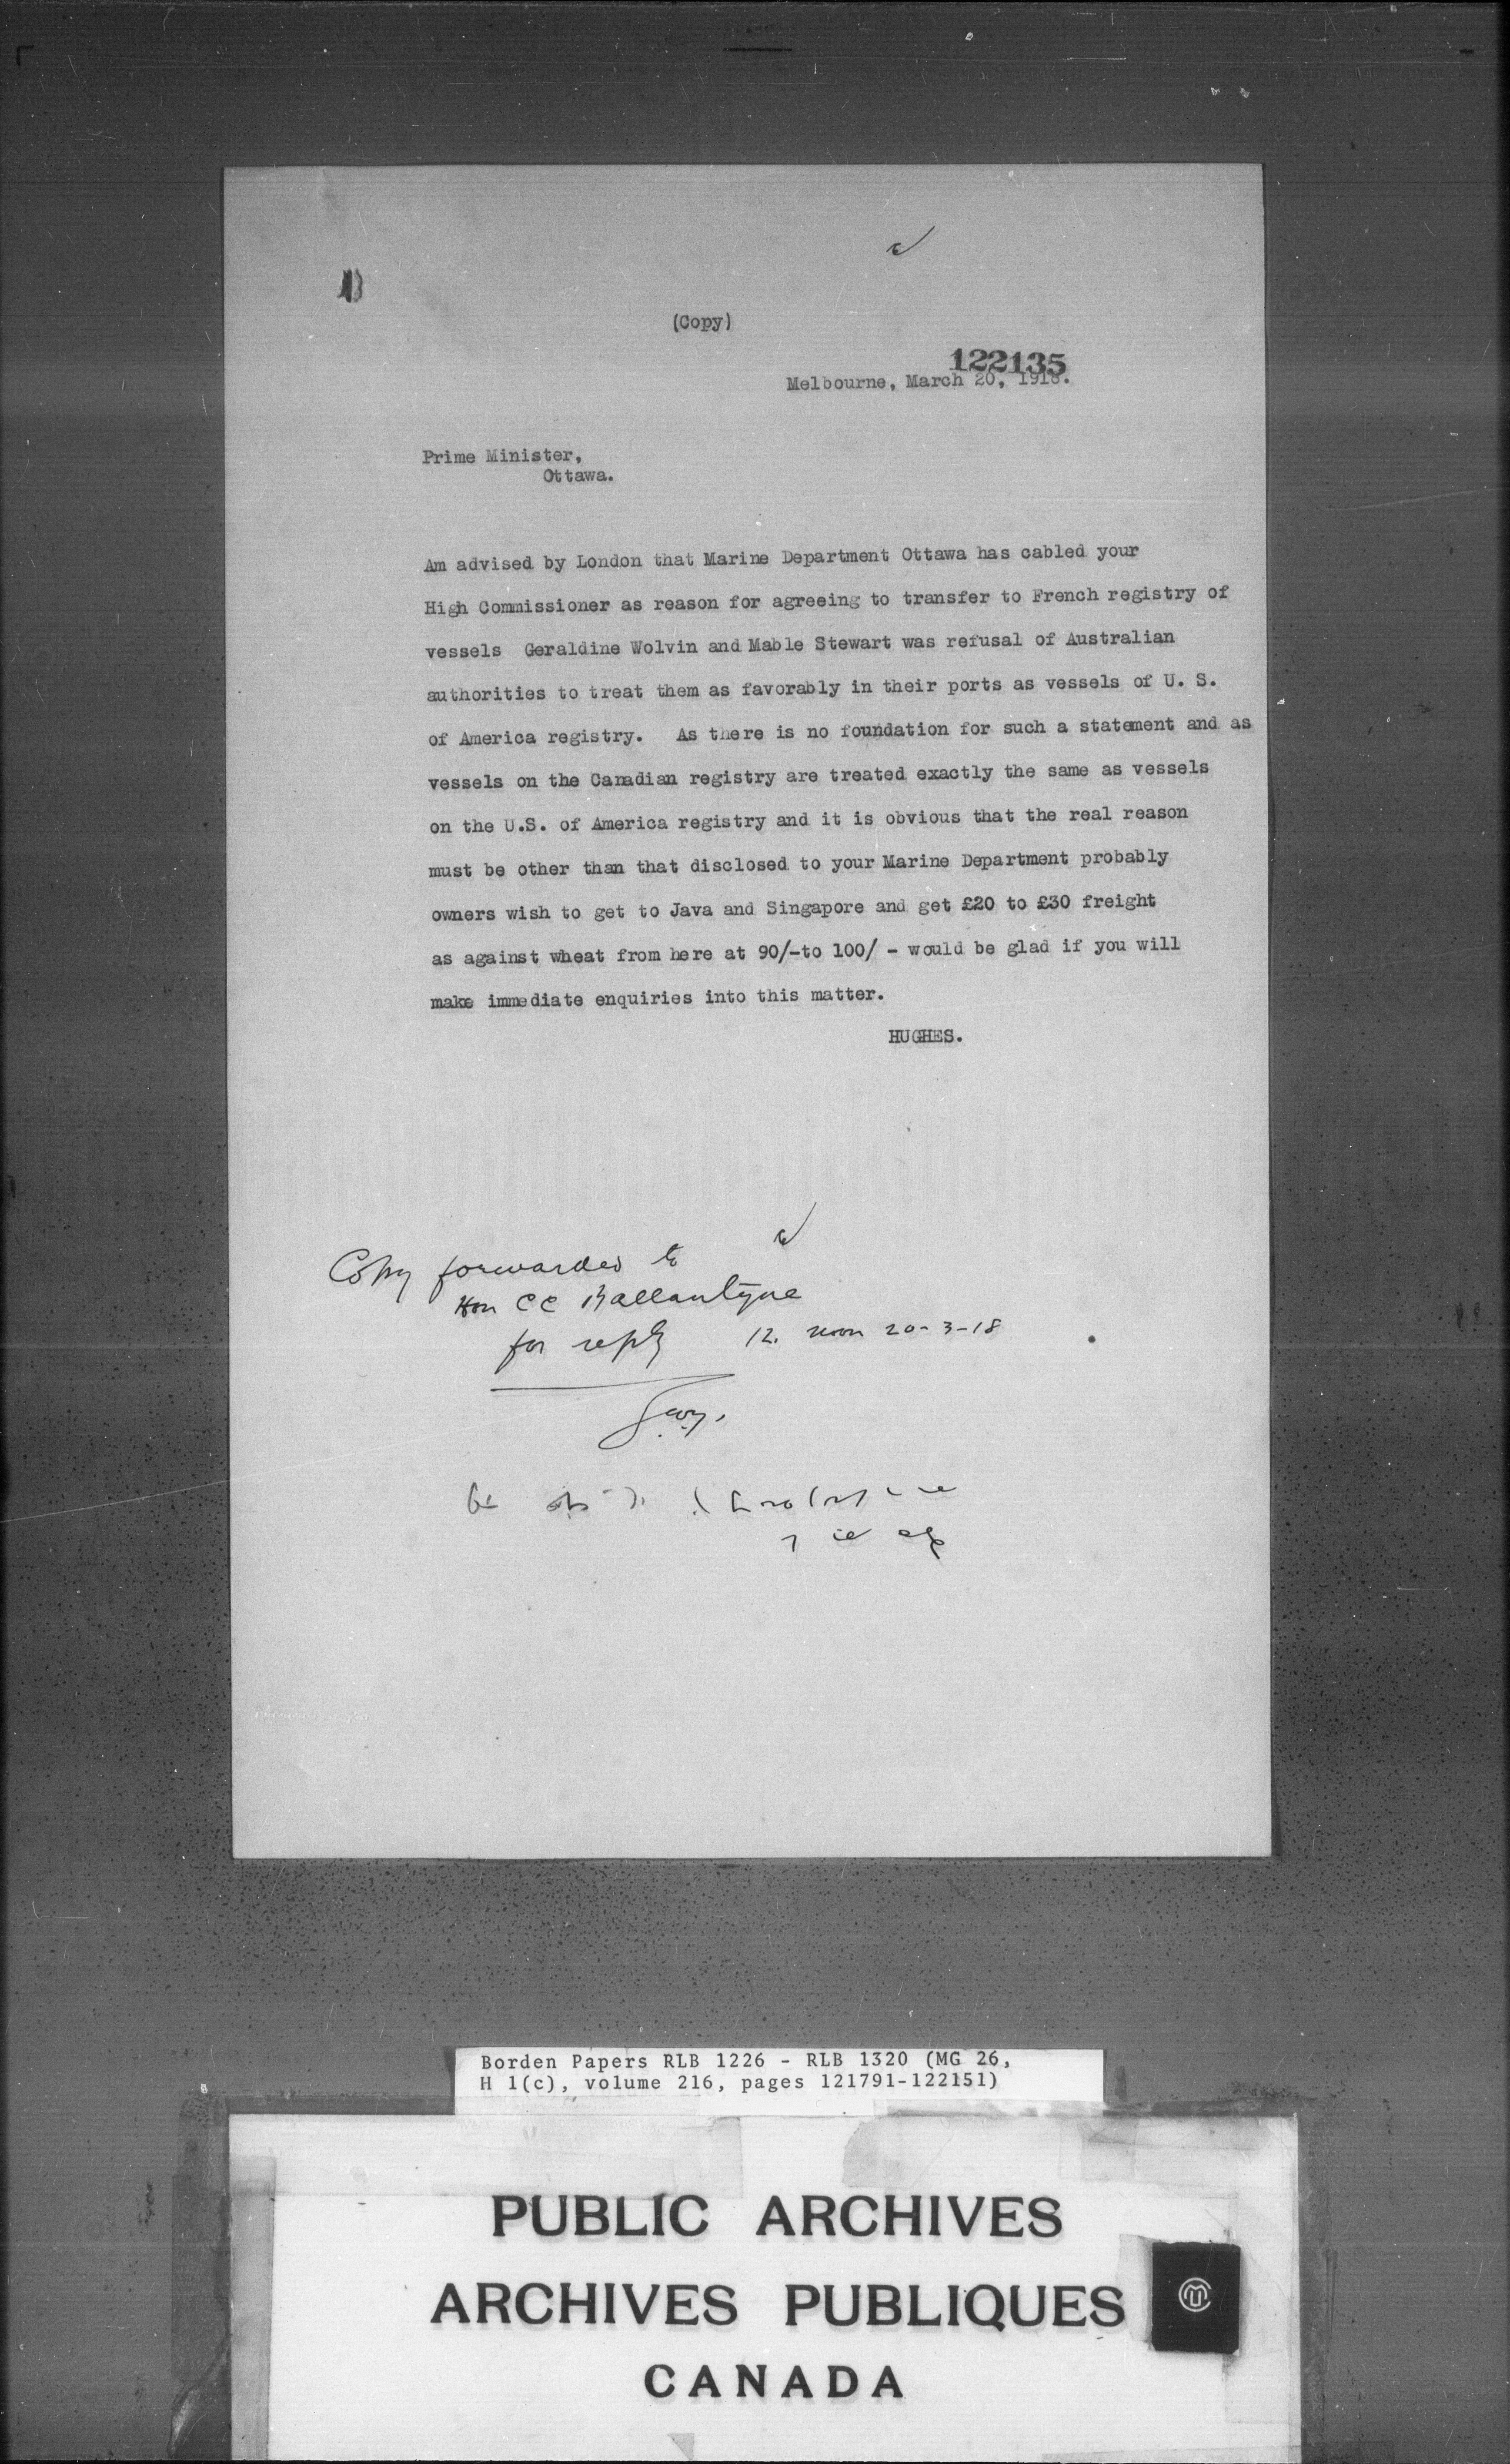 (Copy)
122135
Melbourne, March 20, 1918.
Prime Minister,
Ottawa.
Am advised by London that Marine Department Ottawa has cabled your
High Commissioner as reason for agreeing to transfer to French registry of
vessels Geraldine Wolvin and Mable Stewart was refusal of Australian
authorities to treat them as favorably in their ports as vessels of U. S.
of America registry. As there is no foundation for such a statement and as
vessels on the Canadian registry are treated exactly the same as vessels
on the U.S. of America registry and it is obvious that the real reason
must be other than that disclosed to your Marine Department probably
owners wish to get to Java and Singapore and get £20 to £30 freight
as against wheat from here at 90/-to 100/ - would be glad if you will
make immediate enquiries into this matter.
HUGHES.
Copy forwarded to
Hon CC Ballantyne
for reply 12. noon 20-3-18
Borden Papers RLB 1226 - RLB 1320 (MG 26,
H 1(c), volume 216, pages 121791-122151)
PUBLIC ARCHIVES
ARCHIVES PUBLIQUES
CANADA